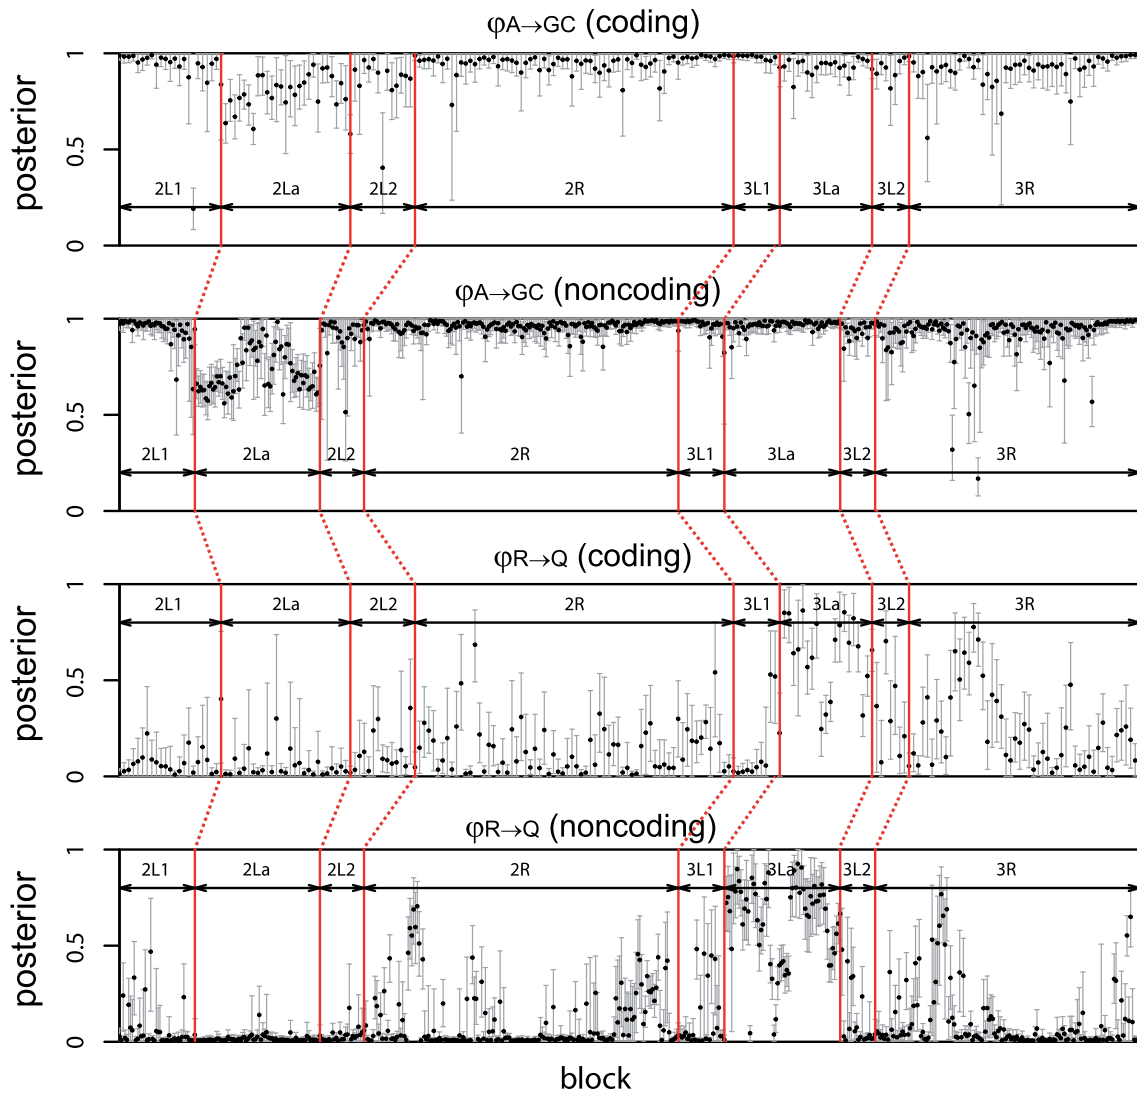 φA→GC (coding)
posterior
1
0.5
0
2L1 2La 2L2 2R 3L1 3La 3L2 3R
φA→GC (noncoding)
posterior
1
0.5
0
2L1 2La 2L2 2R 3L1 3La 3L2 3R
φR→Q (coding)
posterior
1
0.5
0
2L1 2La 2L2 2R 3L1 3La 3L2 3R
φR→Q (noncoding)
posterior
1
0.5
0
2L1 2La 2L2 2R 3L1 3La 3L2 3R
block